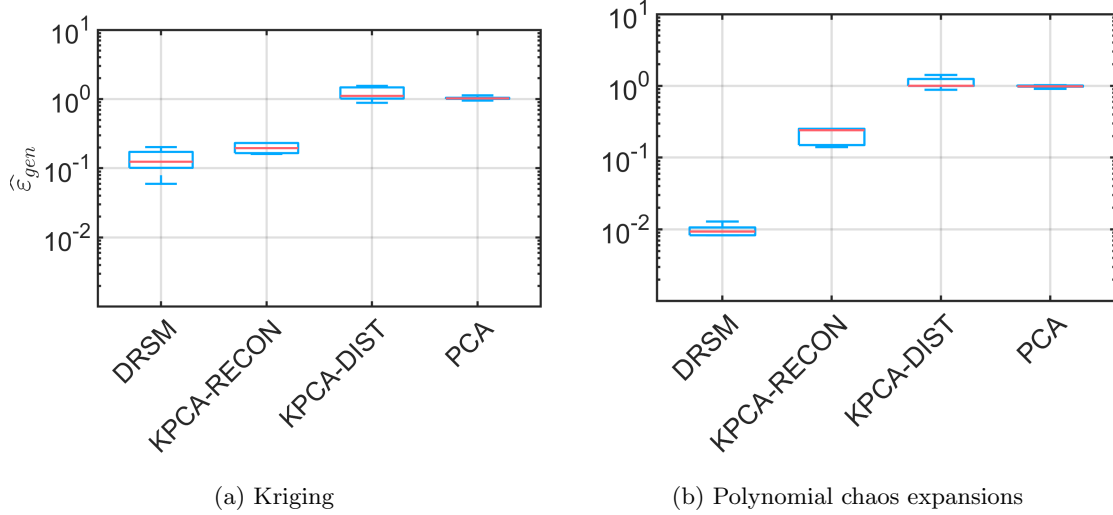 10^1
10^0
10^-1
10^-2
ε̂_gen
DRSM
KPCA-RECON
KPCA-DIST
PCA
(a) Kriging
10^1
10^0
10^-1
10^-2
DRSM
KPCA-RECON
KPCA-DIST
PCA
(b) Polynomial chaos expansions